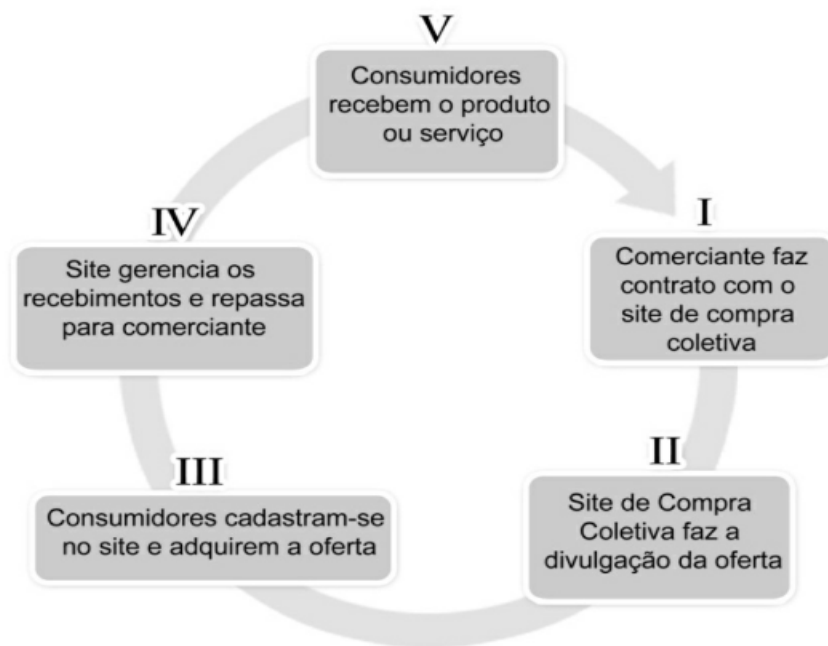 V
Consumidores
recebem o produto
ou serviço
I
Comerciante faz
contrato com o
site de compra
coletiva
II
Site de Compra
Coletiva faz a
divulgação da oferta
III
Consumidores cadastram-se
no site e adquirem a oferta
IV
Site gerencia os
recebimentos e repassa
para comerciante